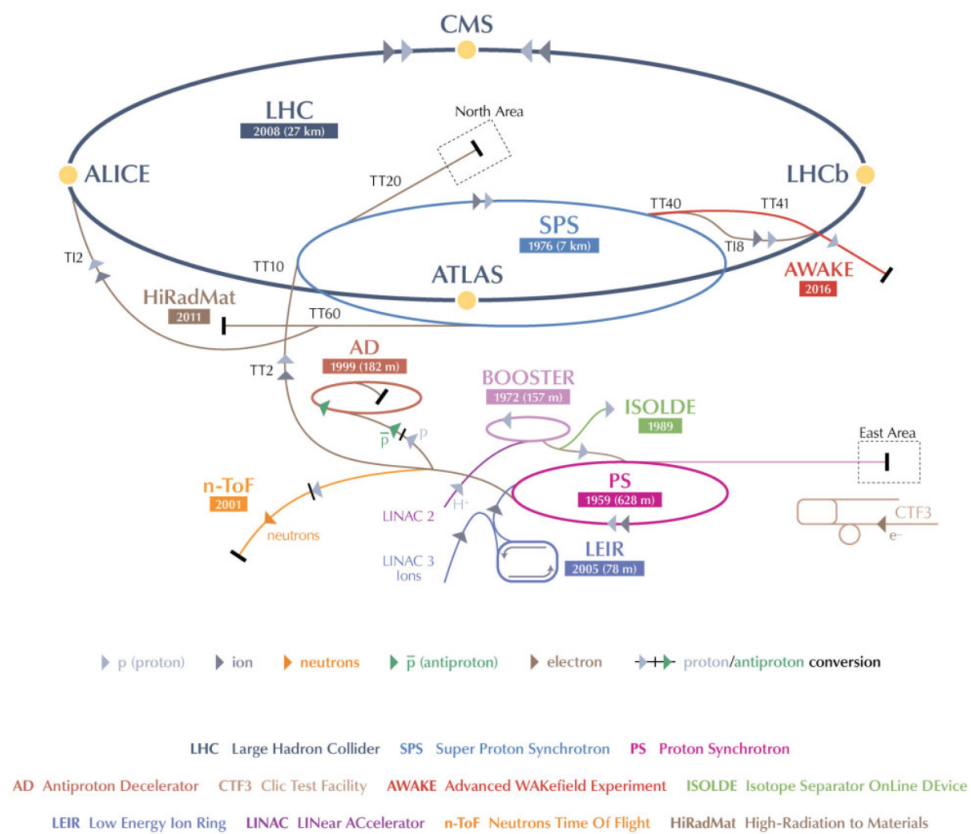 CMS
LHC
2008 (27 km)
North Area
ALICE
LHCb
TT20
TT40
TT41
SPS
1976 (7 km)
TI8
TI2
TT10
ATLAS
AWAKE
2016
HiRadMat
2011
TT60
AD
1999 (182 m)
TT2
BOOSTER
1972 (157 m)
ISOLDE
1989
p̅
p
East Area
n-ToF
2001
PS
1959 (628 m)
H⁻
LINAC 2
neutrons
CTF3
e⁻
LINAC 3
Ions
LEIR
2005 (78 m)
p (proton) ion neutrons p̅ (antiproton) electron proton/antiproton conversion
LHC Large Hadron Collider SPS Super Proton Synchrotron PS Proton Synchrotron
AD Antiproton Decelerator CTF3 Clic Test Facility AWAKE Advanced WAKefield Experiment ISOLDE Isotope Separator OnLine DEvice
LEIR Low Energy Ion Ring LINAC LINear ACcelerator n-ToF Neutrons Time Of Flight HiRadMat High-Radiation to Materials